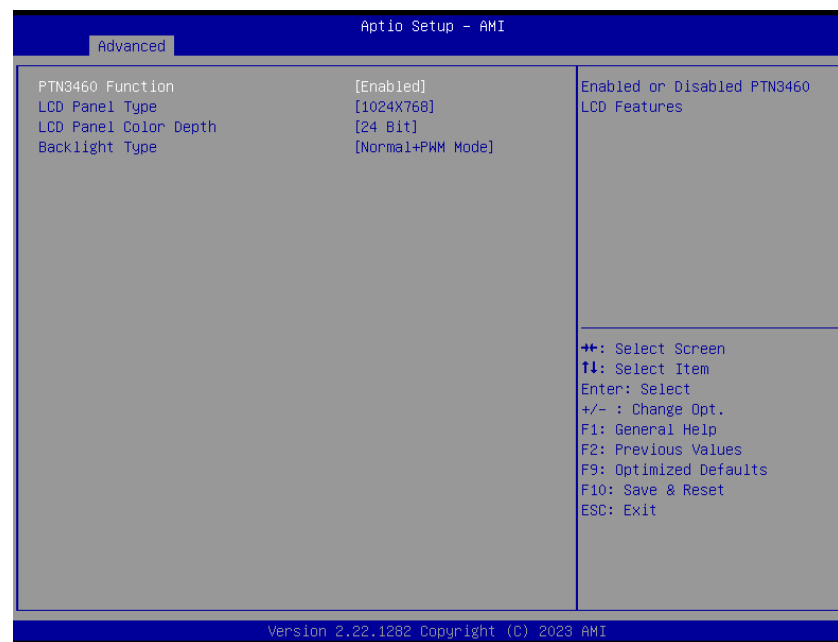 Aptio Setup – AMI
Advanced
PTN3460 Function [Enabled]
LCD Panel Type [1024X768]
LCD Panel Color Depth [24 Bit]
Backlight Type [Normal+PWM Mode]
Enabled or Disabled PTN3460
LCD Features
→←: Select Screen
↑↓: Select Item
Enter: Select
+/- : Change Opt.
F1: General Help
F2: Previous Values
F9: Optimized Defaults
F10: Save & Reset
ESC: Exit
Version 2.22.1282 Copyright (C) 2023 AMI